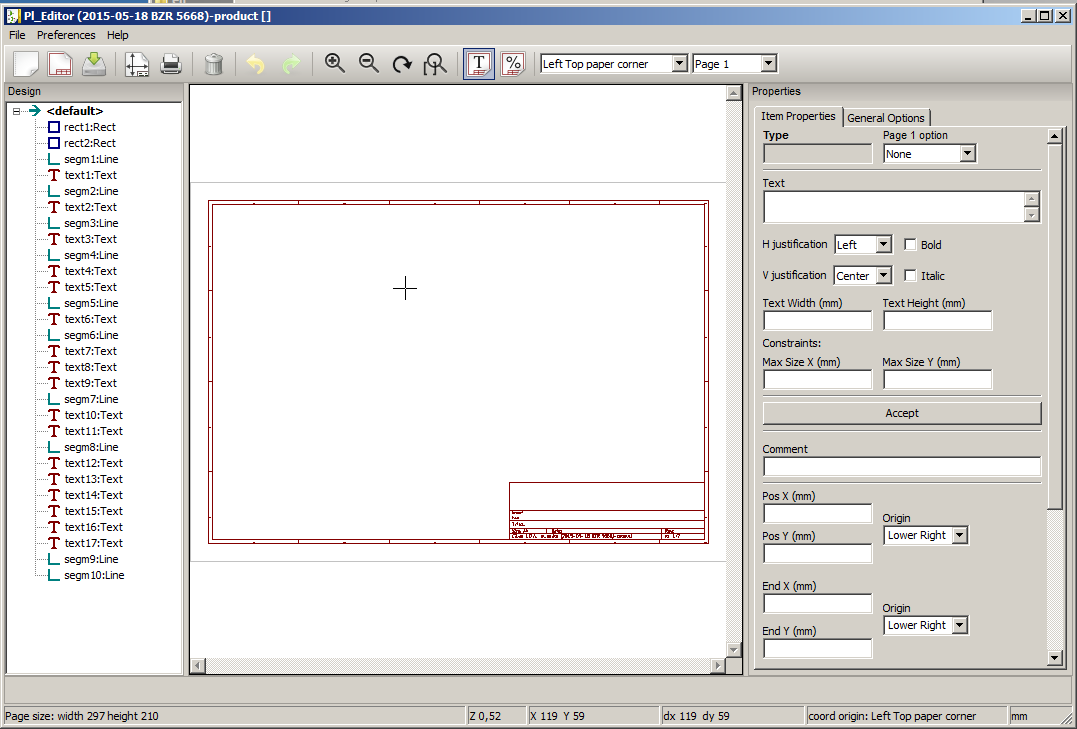 Pl_Editor (2015-05-18 BZR 5668)-product []
File Preferences Help
T % Left Top paper corner Page 1
Design
<default>
rect1:Rect
rect2:Rect
segm1:Line
text1:Text
segm2:Line
text2:Text
segm3:Line
text3:Text
segm4:Line
text4:Text
text5:Text
segm5:Line
text6:Text
segm6:Line
text7:Text
text8:Text
text9:Text
segm7:Line
text10:Text
text11:Text
segm8:Line
text12:Text
text13:Text
text14:Text
text15:Text
text16:Text
text17:Text
segm9:Line
segm10:Line
Properties
Item Properties General Options
Type Page 1 option
None
Text
H justification Left Bold
V justification Center Italic
Text Width (mm) Text Height (mm)
Constraints:
Max Size X (mm) Max Size Y (mm)
Accept
Comment
Pos X (mm)
Origin
Lower Right
Pos Y (mm)
End X (mm)
Origin
Lower Right
End Y (mm)
Page size: width 297 height 210 Z 0,52 X 119 Y 59 dx 119 dy 59 coord origin: Left Top paper corner mm